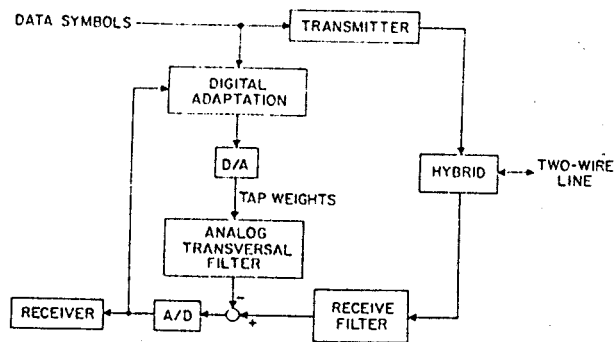 DATA SYMBOLS
TRANSMITTER
DIGITAL
ADAPTATION
D/A
HYBRID
TWO-WIRE
LINE
TAP WEIGHTS
ANALOG
TRANSVERSAL
FILTER
-
+
RECEIVER
A/D
RECEIVE
FILTER